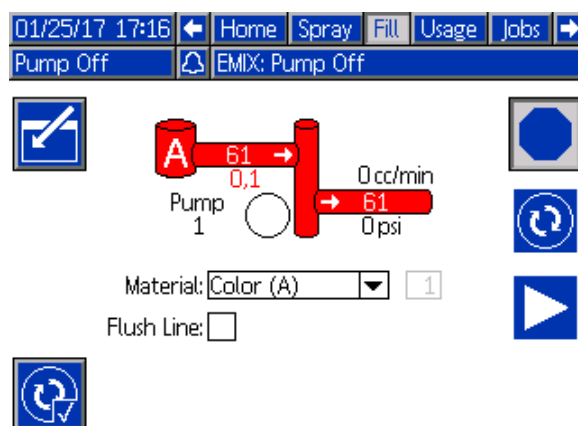 01/25/17 17:16 Home Spray Fill Usage Jobs
Pump Off EMIX: Pump Off
A 61
0,1
0 cc/min
Pump
1
61
0 psi
Material: Color (A) 1
Flush Line: